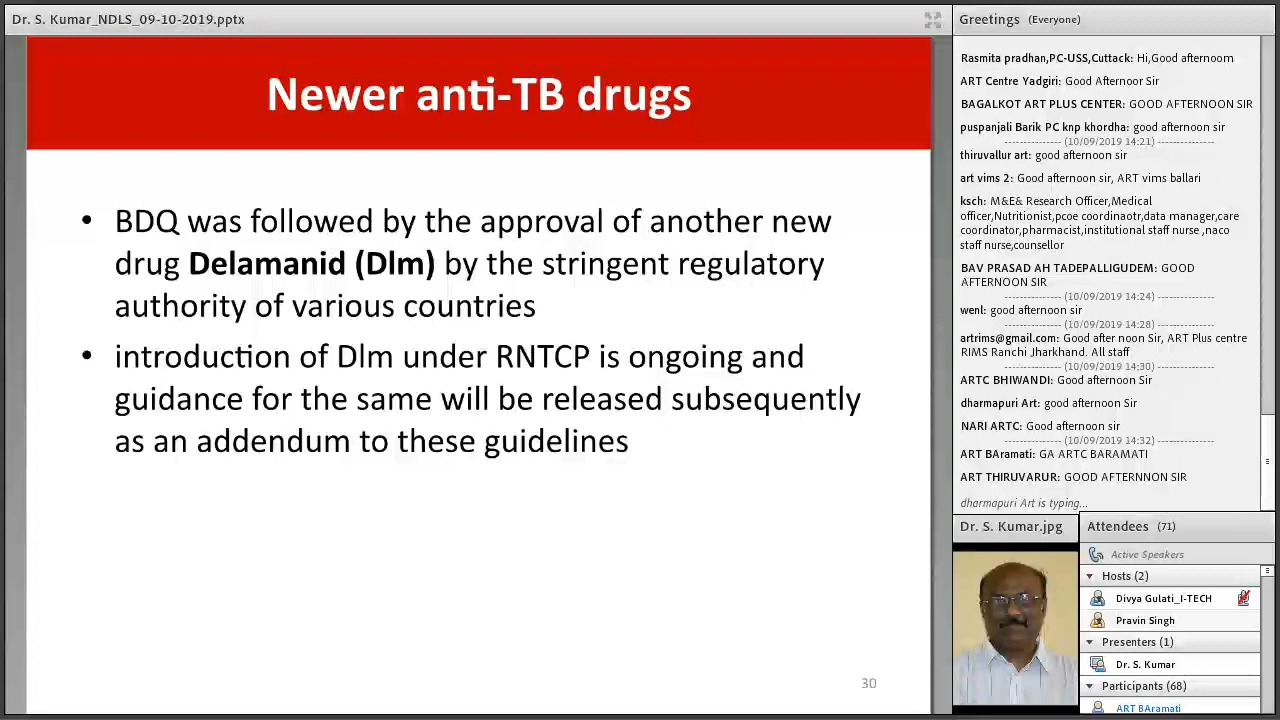 Dr. S. Kumar_NDLS_09-10-2019.pptx
Newer anti-TB drugs
• BDQ was followed by the approval of another new
drug Delamanid (Dlm) by the stringent regulatory
authority of various countries
• introduction of Dlm under RNTCP is ongoing and
guidance for the same will be released subsequently
as an addendum to these guidelines
30
Greetings (Everyone)
Rasmita pradhan,PC-USS,Cuttack: Hi,Good afternoom
ART Centre Yadgiri: Good Afternoor Sir
BAGALKOT ART PLUS CENTER: GOOD AFTERNOON SIR
puspanjali Barik PC knp khordha: good afternoon sir
------------- (10/09/2019 14:21) -------------
thiruvallur art: good afternoon sir
art vims 2: Good afternoon sir, ART vims ballari
ksch: M&E& Research Officer,Medical
officer,Nutritionist,pcoe coordinaotr,data manager,care
coordinator,pharmacist,institutional staff nurse ,naco
staff nurse,counsellor
BAV PRASAD AH TADEPALLIGUDEM: GOOD
AFTERNOON SIR
------------- (10/09/2019 14:24) -------------
wenl: good afternoon sir
------------- (10/09/2019 14:28) -------------
artrims@gmail.com: Good after noon Sir, ART Plus centre
RIMS Ranchi ,Jharkhand. All staff
------------- (10/09/2019 14:30) -------------
ARTC BHIWANDI: Good afternoon Sir
dharmapuri Art: good afternoon Sir
NARI ARTC: Good afternoon sir
------------- (10/09/2019 14:32) -------------
ART BAramati: GA ARTC BARAMATI
ART THIRUVARUR: GOOD AFTERNNON SIR
dharmapuri Art is typing...
Dr. S. Kumar.jpg
Attendees (71)
Active Speakers
Hosts (2)
Divya Gulati_I-TECH
Pravin Singh
Presenters (1)
Dr. S. Kumar
Participants (68)
ART BAramati